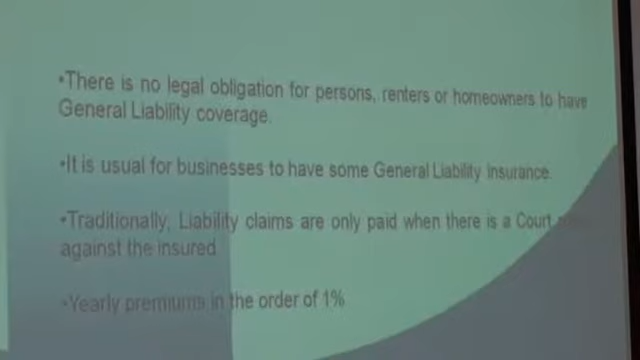 •There is no legal obligation for persons, renters or homeowners to have
General Liability coverage.
•It is usual for businesses to have some General Liability Insurance.
•Traditionally, Liability claims are only paid when there is a Court
against the insured.
•Yearly premiums in the order of 1%